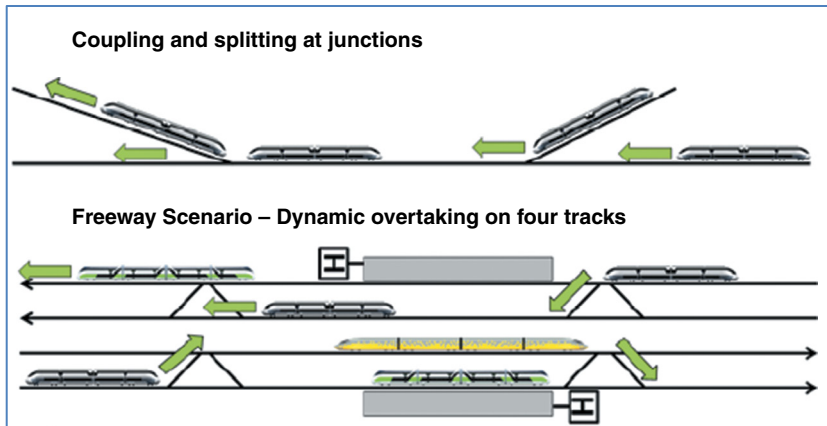 Coupling and splitting at junctions
Freeway Scenario – Dynamic overtaking on four tracks
H
H